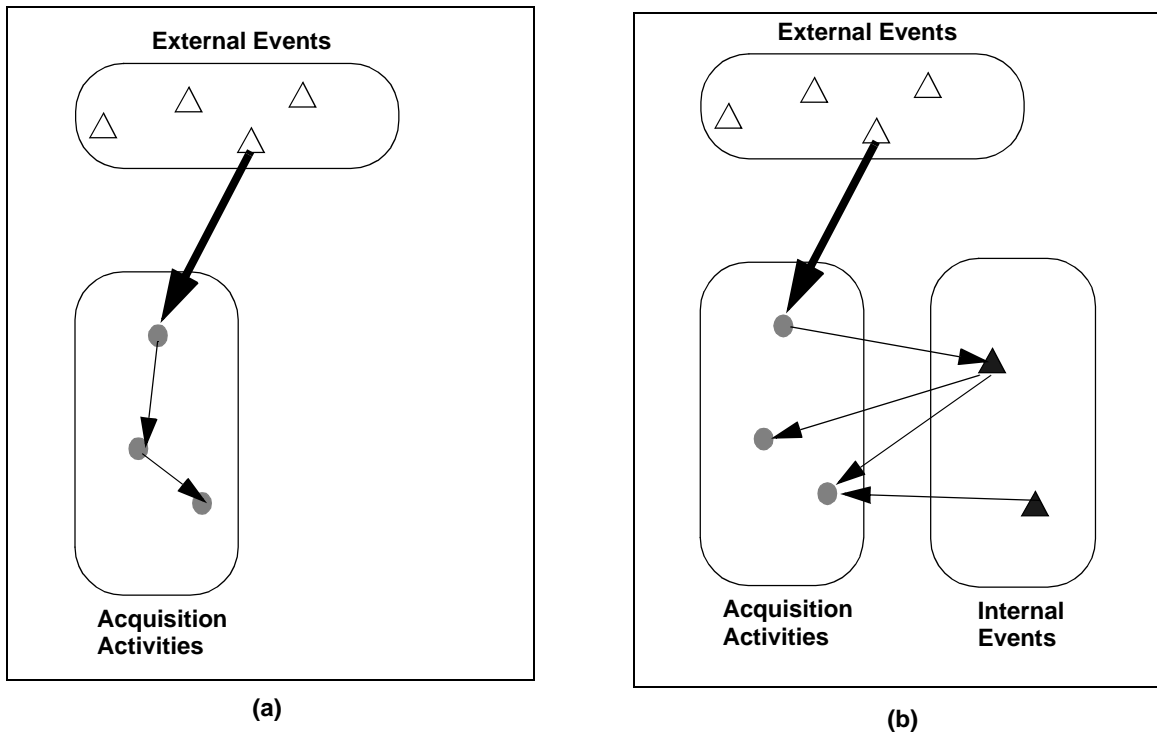 External Events
Acquisition
Activities
(a)
External Events
Acquisition
Activities
Internal
Events
(b)